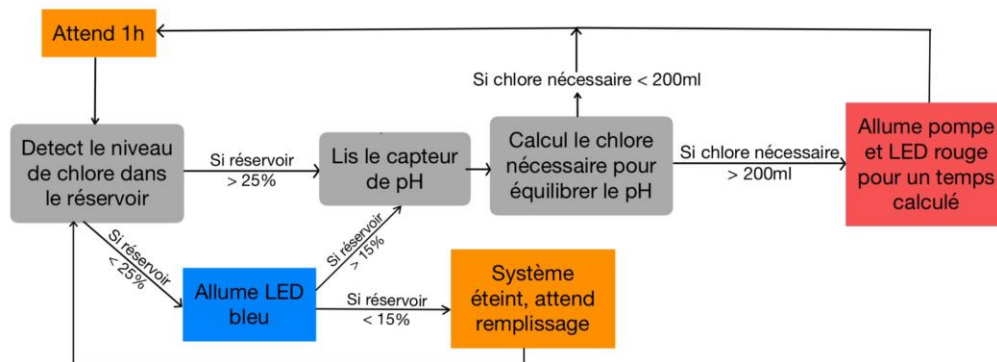 Attend 1h
Si chlore nécessaire < 200ml
Detect le niveau
de chlore dans
le réservoir
Si réservoir
> 25%
Lis le capteur
de pH
Calcul le chlore
nécessaire pour
équilibrer le pH
Si chlore nécessaire
> 200ml
Allume pompe
et LED rouge
pour un temps
calculé
Si réservoir
< 25%
Allume LED
bleu
Si réservoir
> 15%
Si réservoir
< 15%
Système
éteint, attend
remplissage